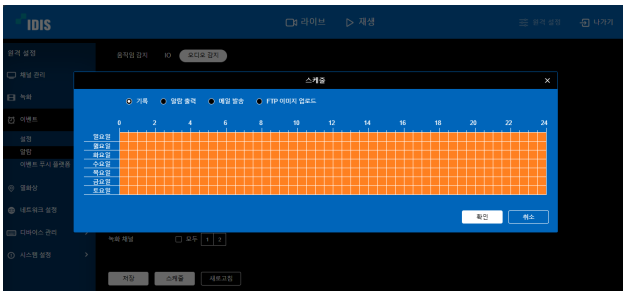 IDIS
라이브 재생 원격 설정 나가기
원격 설정
움직임 감지 IO 오디오 감지
채널 관리
스케줄
녹화
기록 알람 출력 메일 발송 FTP 이미지 업로드
이벤트
0 2 4 6 8 10 12 14 16 18 20 22 24
설정
일요일
월요일
알람
화요일
이벤트 푸시 플랫폼
수요일
목요일
금요일
열화상
토요일
네트워크 설정
확인 취소
디바이스 관리
녹화 채널 모두 1 2
시스템 설정
저장 스케줄 새로고침